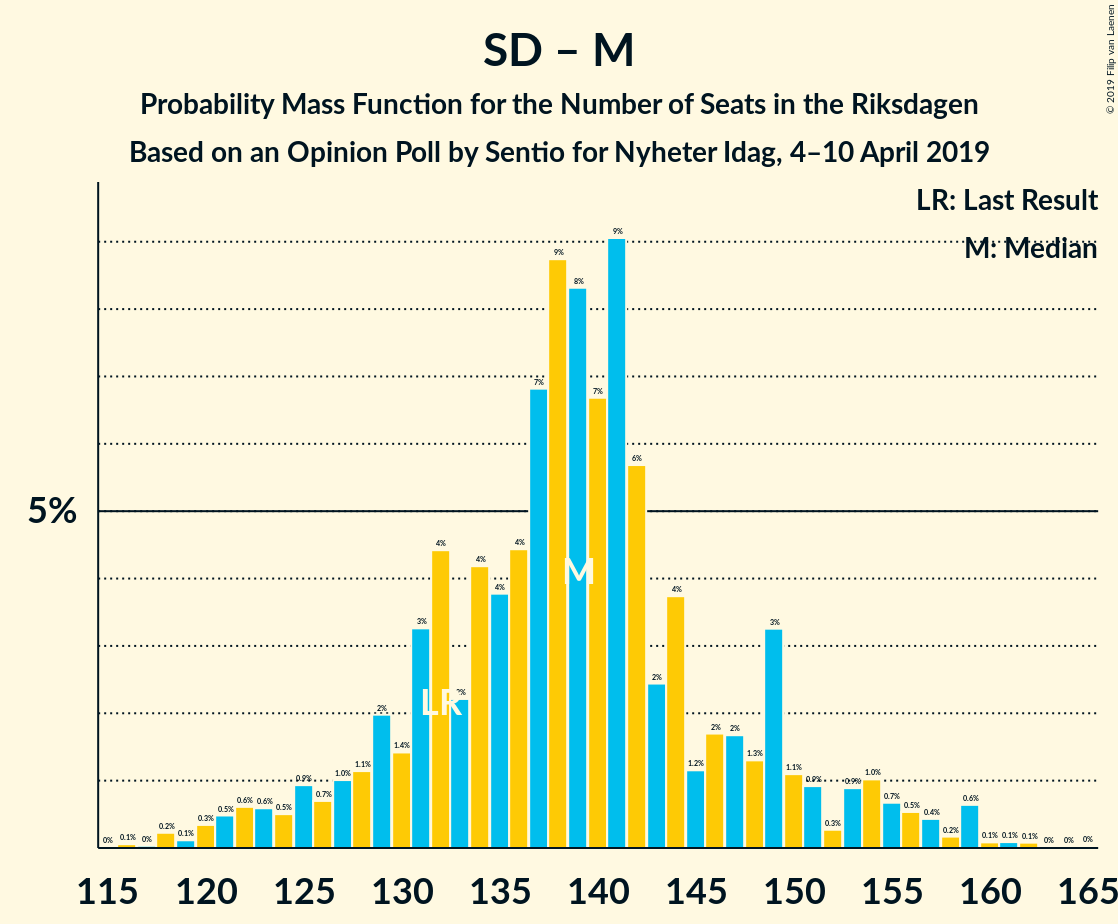 SD – M
Probability Mass Function for the Number of Seats in the Riksdagen
Based on an Opinion Poll by Sentio for Nyheter Idag, 4–10 April 2019
© 2019 Filip van Laenen
LR: Last Result
M: Median
5%
0% 0.1% 0% 0.2% 0.1% 0.3% 0.5% 0.6% 0.6% 0.5% 0.9% 0.7% 1.0% 1.1% 2% 1.4% 3% 4% 2% 4% 4% 4% 7% 9% 8% 7% 9% 6% 2% 4% 1.2% 2% 2% 1.3% 3% 1.1% 0.9% 0.3% 0.9% 1.0% 0.7% 0.5% 0.4% 0.2% 0.6% 0.1% 0.1% 0.1% 0% 0% 0%
M
LR
115 120 125 130 135 140 145 150 155 160 165